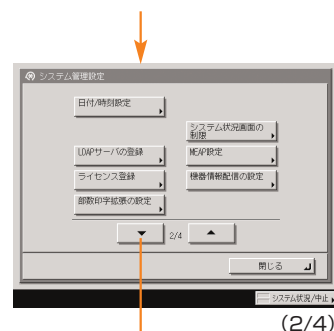 システム管理設定
日付/時刻設定
システム状況画面の
制限
LDAPサーバの登録
MEAP設定
ライセンス登録
機器情報配信の設定
部数印字拡張の設定
2/4
閉じる
システム状況/中止
(2/4)